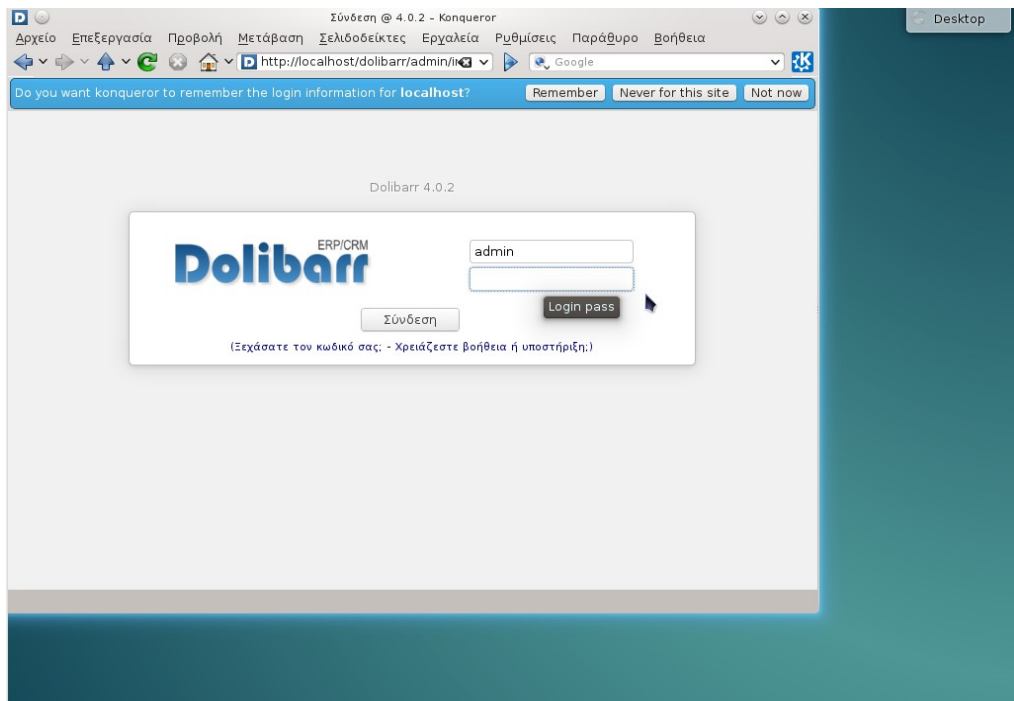 Σύνδεση @ 4.0.2 – Konqueror
Desktop
Αρχείο Επεξεργασία Προβολή Μετάβαση Σελιδοδείκτες Εργαλεία Ρυθμίσεις Παράθυρο Βοήθεια
http://localhost/dolibarr/admin/ Google
Do you want konqueror to remember the login information for localhost? Remember Never for this site Not now
Dolibarr 4.0.2
Dolibarr ERP/CRM
admin
Login pass
Σύνδεση
(Ξεχάσατε τον κωδικό σας; - Χρειάζεστε βοήθεια ή υποστήριξη;)